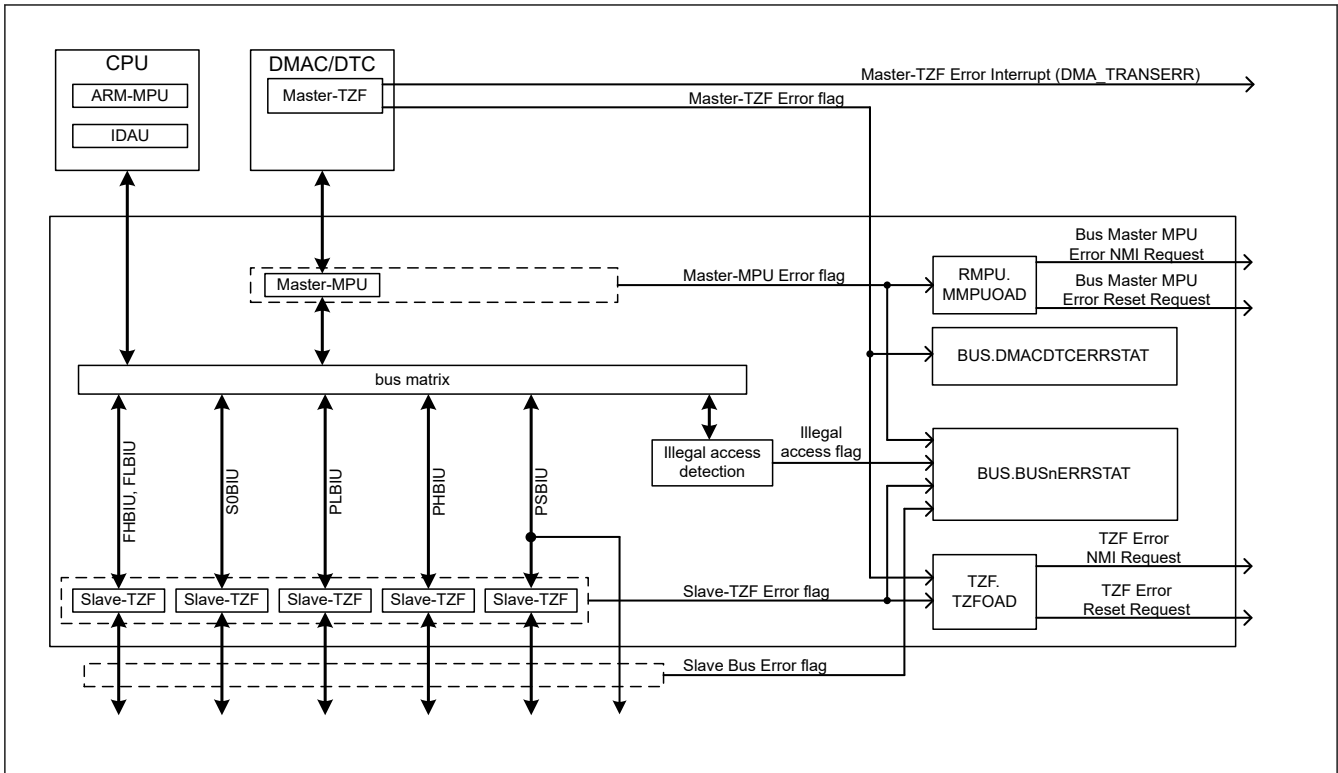 CPU
ARM-MPU
IDAU
DMAC/DTC
Master-TZF
Master-TZF Error Interrupt (DMA_TRANSERR)
Master-TZF Error flag
Master-MPU
Master-MPU Error flag
RMPU.
MMPUOAD
Bus Master MPU
Error NMI Request
Bus Master MPU
Error Reset Request
BUS.DMACDTCERRSTAT
bus matrix
FHBIU, FLBIU
S0BIU
PLBIU
PHBIU
PSBIU
Illegal access
detection
Illegal
access flag
BUS.BUSnERRSTAT
Slave-TZF
Slave-TZF
Slave-TZF
Slave-TZF
Slave-TZF
Slave-TZF Error flag
TZF.
TZFOAD
TZF Error
NMI Request
TZF Error
Reset Request
Slave Bus Error flag